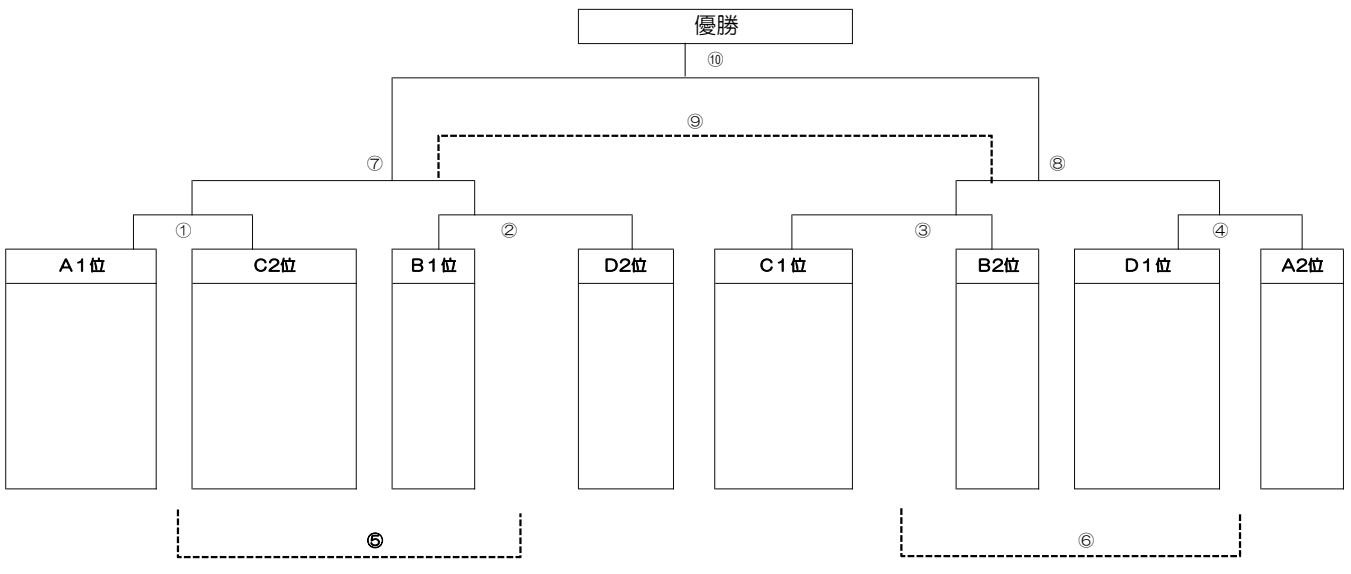 優勝
⑩
⑨
⑦ ⑧
① ② ③ ④
A1位 C2位 B1位 D2位 C1位 B2位 D1位 A2位
⑤ ⑥